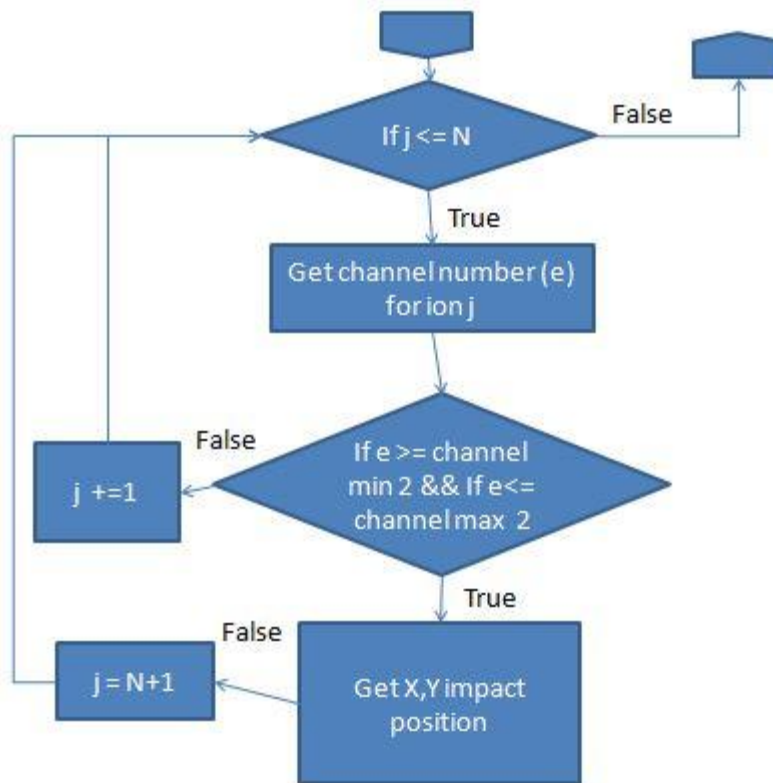 If j <= N
False
True
Get channel number (e)
for ion j
False
If e >= channel
min 2 && If e<=
channel max 2
j +=1
True
False
j = N+1
Get X,Y impact
position